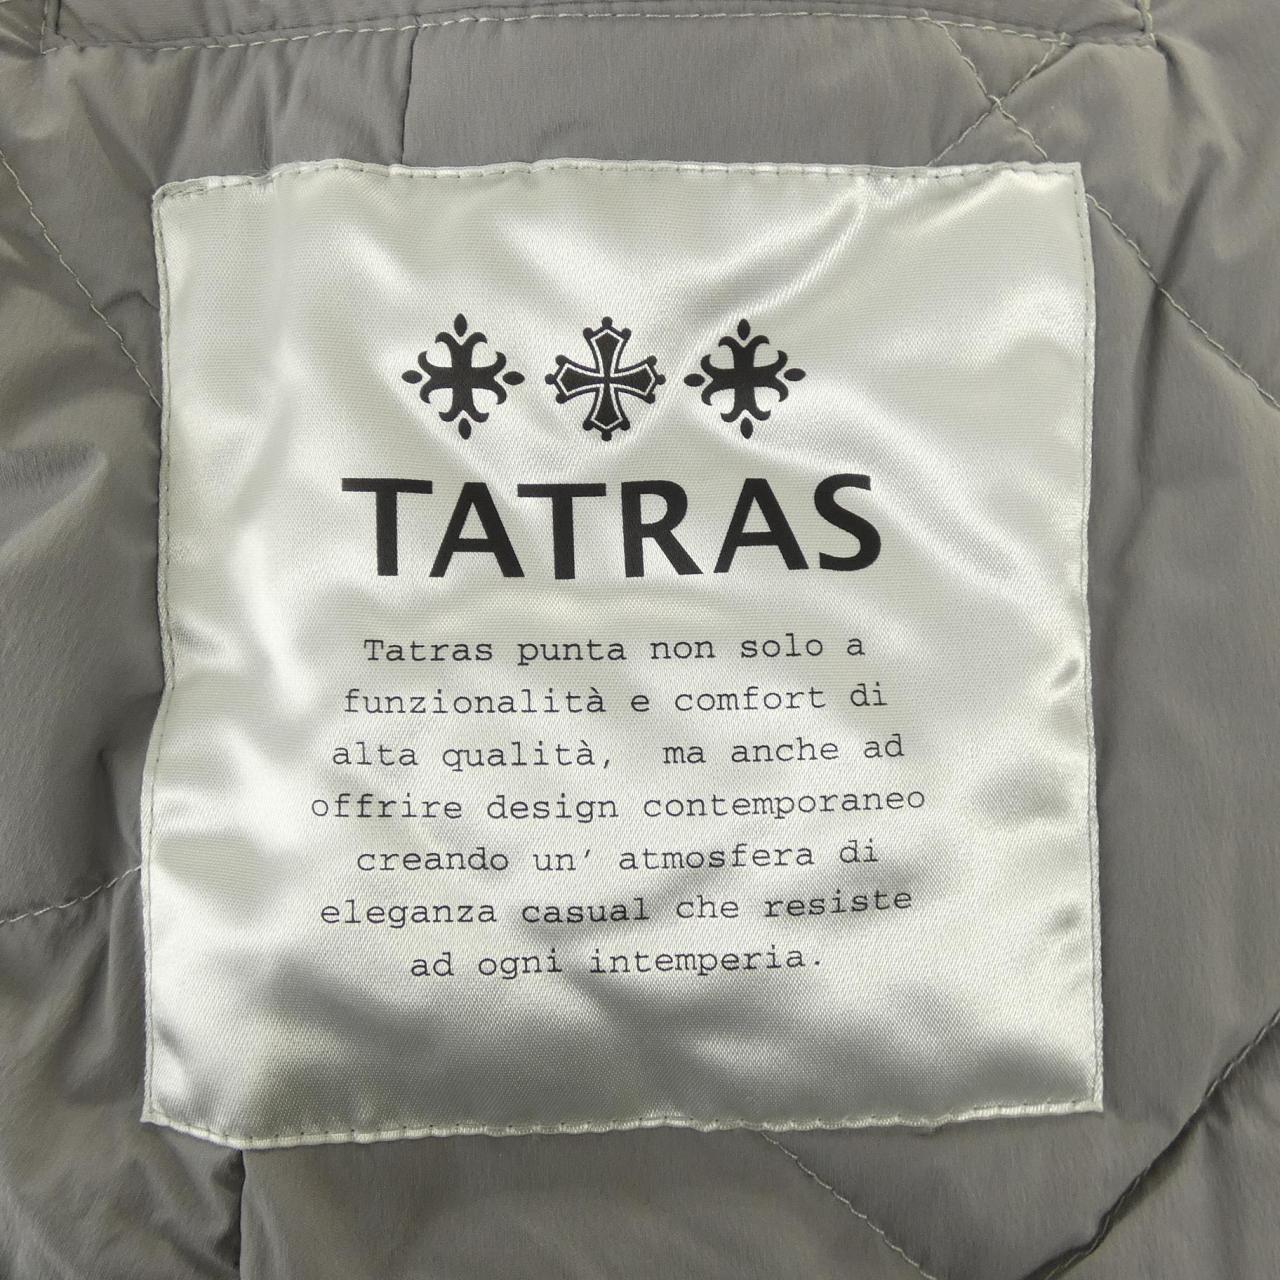 TATRAS
Tatras punta non solo a
funzionalità e comfort di
alta qualità, ma anche ad
offrire design contemporaneo
creando un’ atmosfera di
eleganza casual che resiste
ad ogni intemperia.